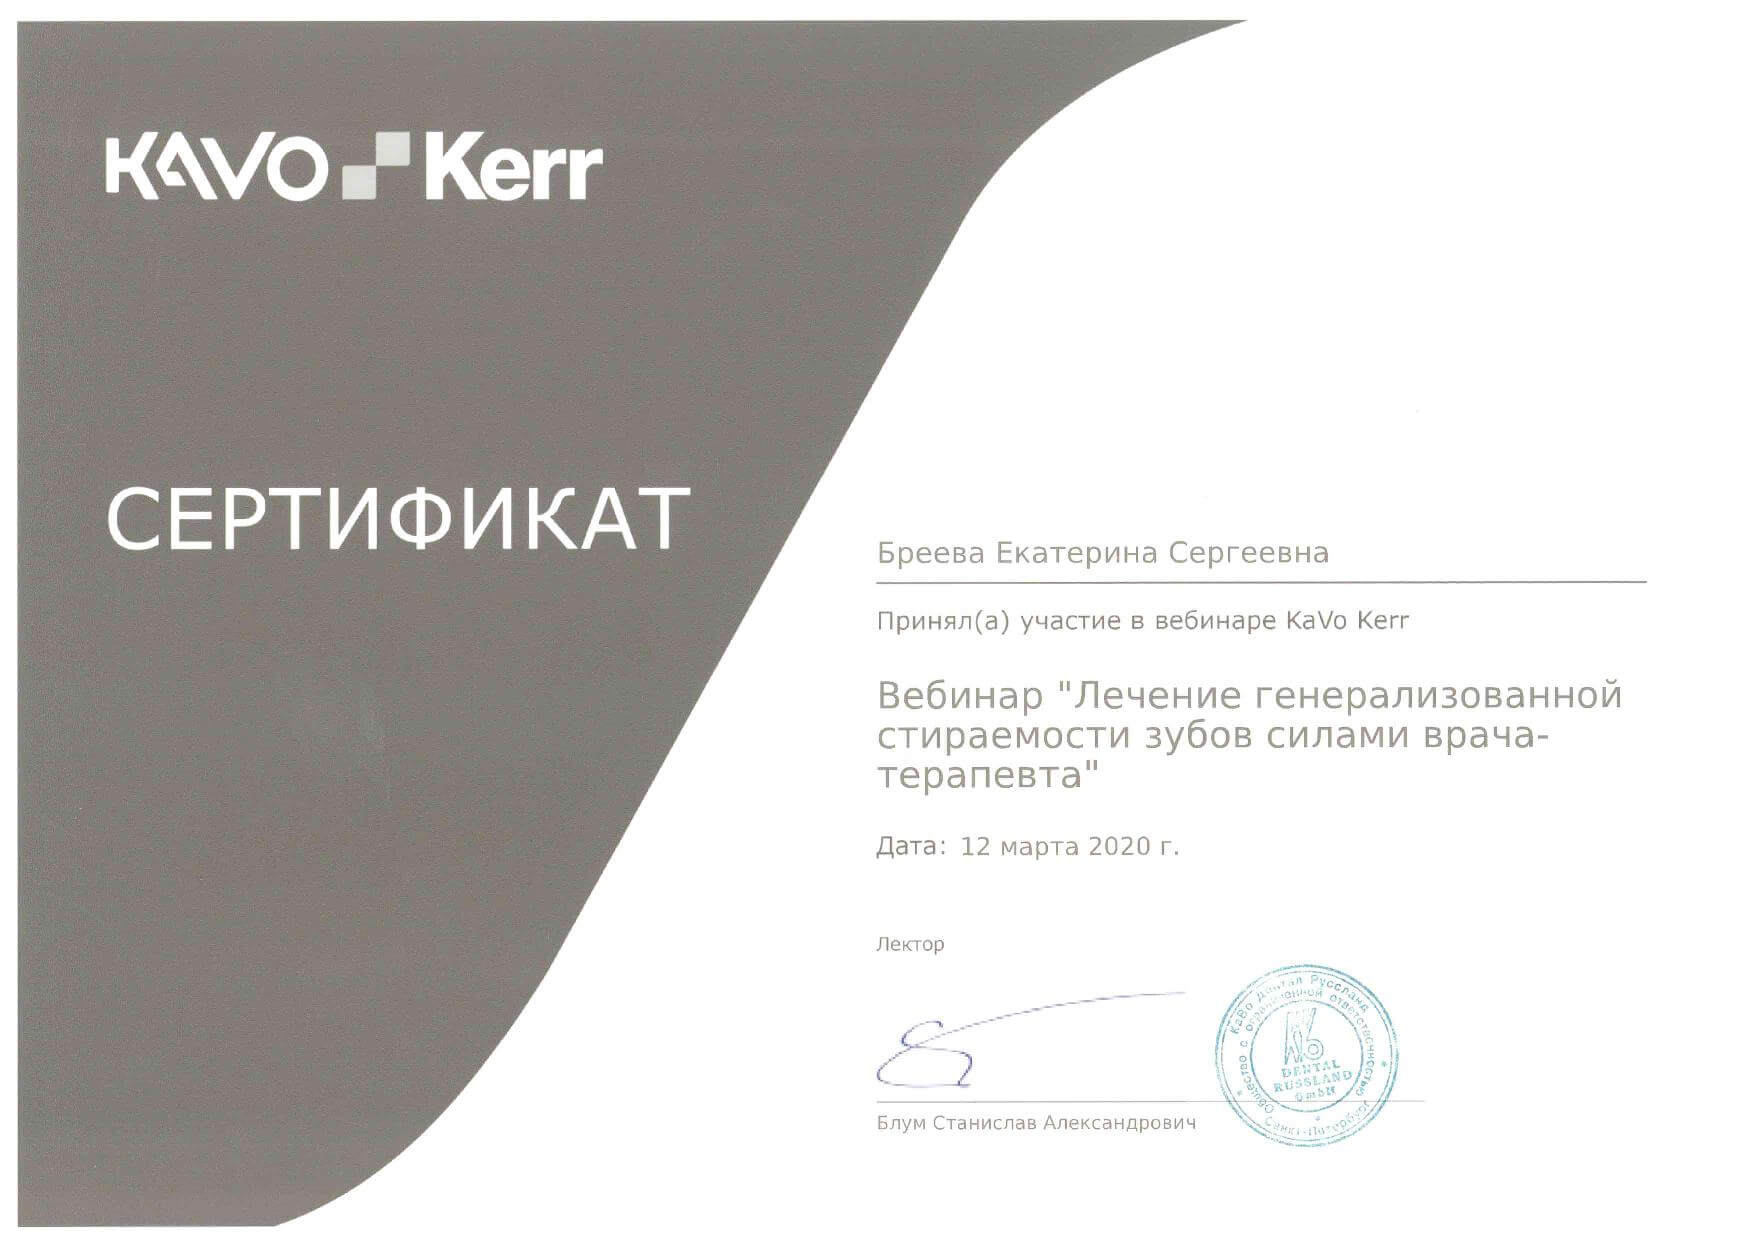 KAVO Kerr
СЕРТИФИКАТ
Бреева Екатерина Сергеевна
Принял(а) участие в вебинаре KaVo Kerr
Вебинар "Лечение генерализованной
стираемости зубов силами врача-
терапевта"
Дата: 12 марта 2020 г.
Лектор
Блум Станислав Александрович
Общество с ограниченной ответственностью
КаВо Дентал Руссланд
Санкт-Петербург
DENTAL
RUSSLAND
GmbH